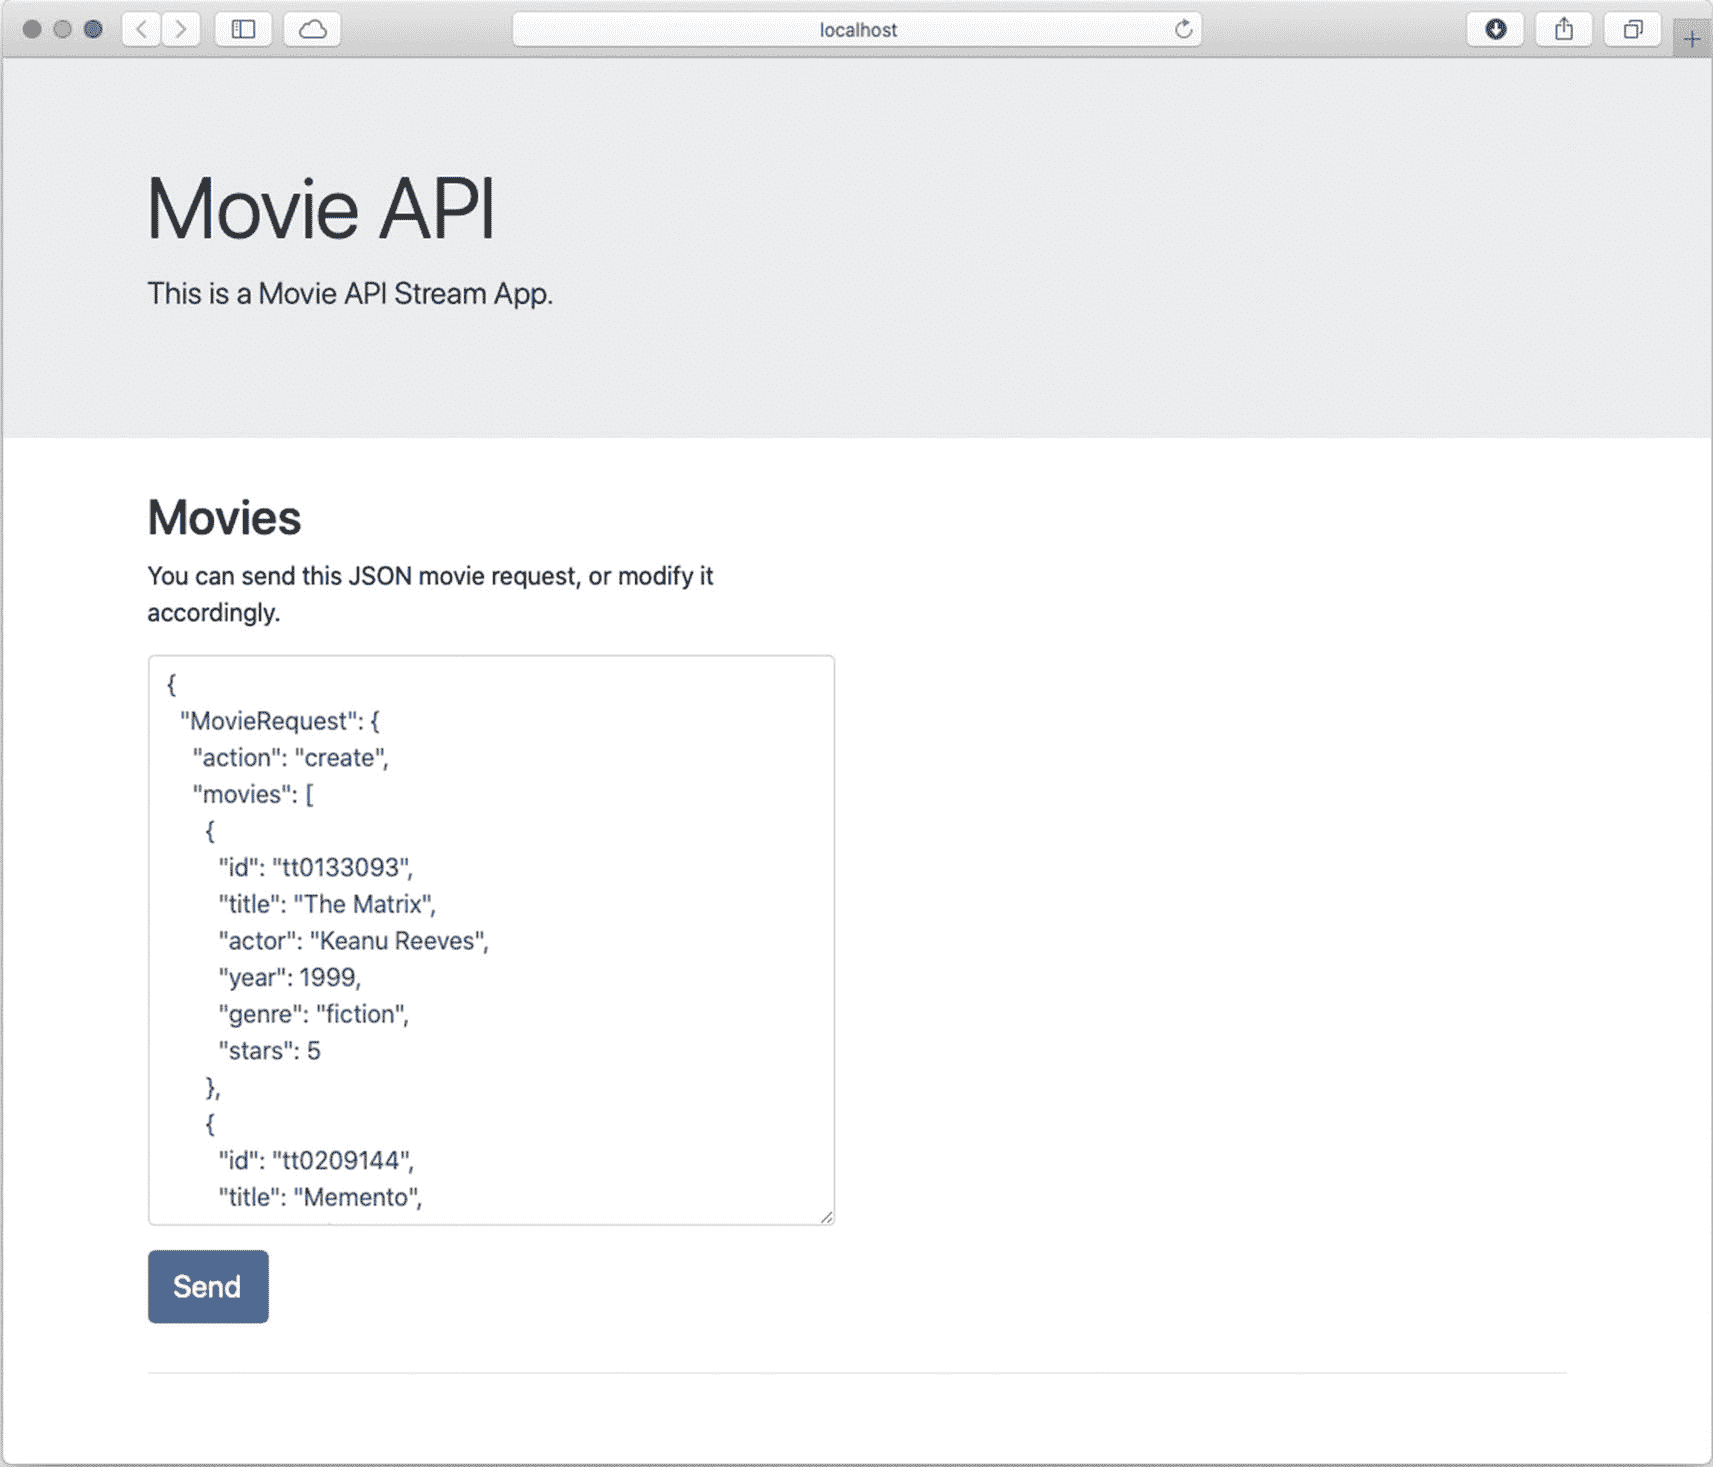 localhost
Movie API
This is a Movie API Stream App.
Movies
You can send this JSON movie request, or modify it
accordingly.
{
"MovieRequest": {
"action": "create",
"movies": [
{
"id": "tt0133093",
"title": "The Matrix",
"actor": "Keanu Reeves",
"year": 1999,
"genre": "fiction",
"stars": 5
},
{
"id": "tt0209144",
"title": "Memento",
Send